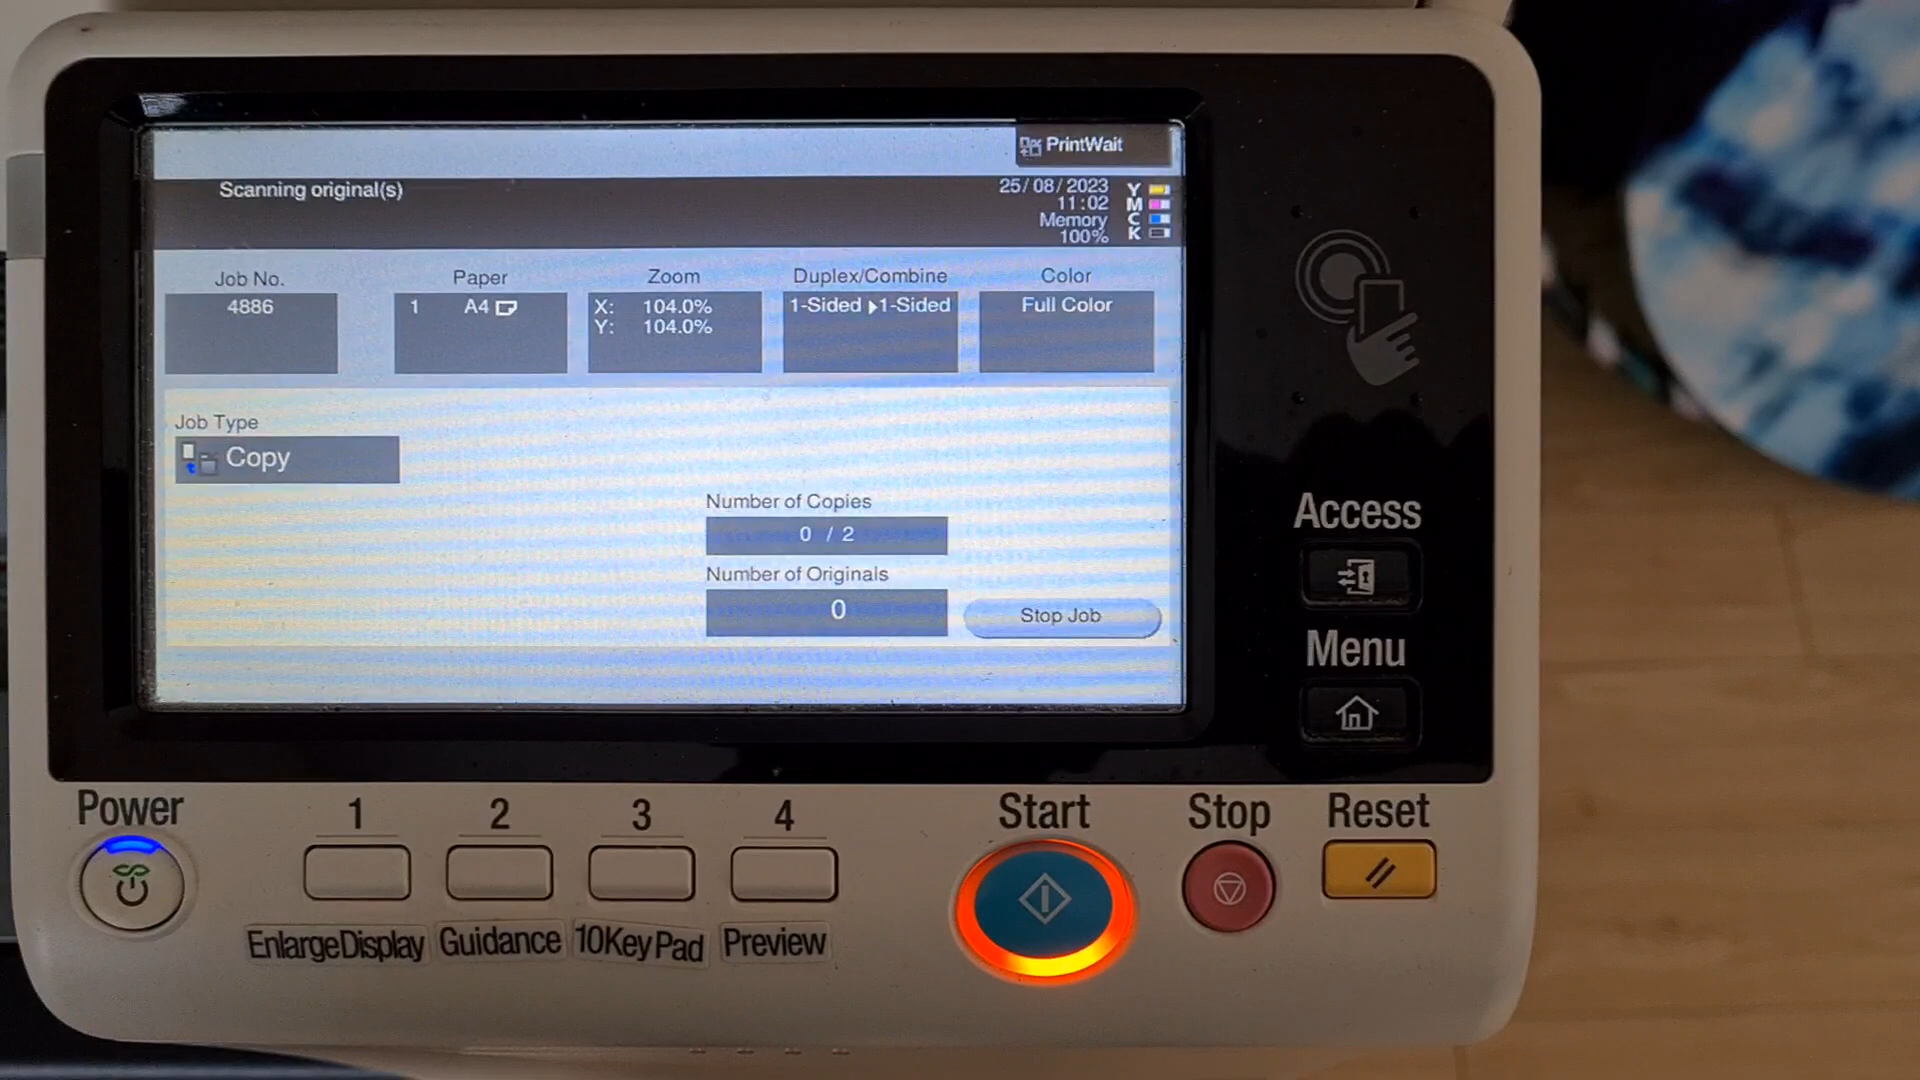 PrintWait
Scanning original(s)
25/08/2023
11:02
Memory
100%
Y
M
C
K
Job No.
4886
Paper
1 A4
Zoom
X: 104.0%
Y: 104.0%
Duplex/Combine
1-Sided ▶1-Sided
Color
Full Color
Job Type
Copy
Number of Copies
0 / 2
Number of Originals
0
Stop Job
Access
Menu
Power
1
2
3
4
Start
Stop
Reset
EnlargeDisplay
Guidance
10KeyPad
Preview